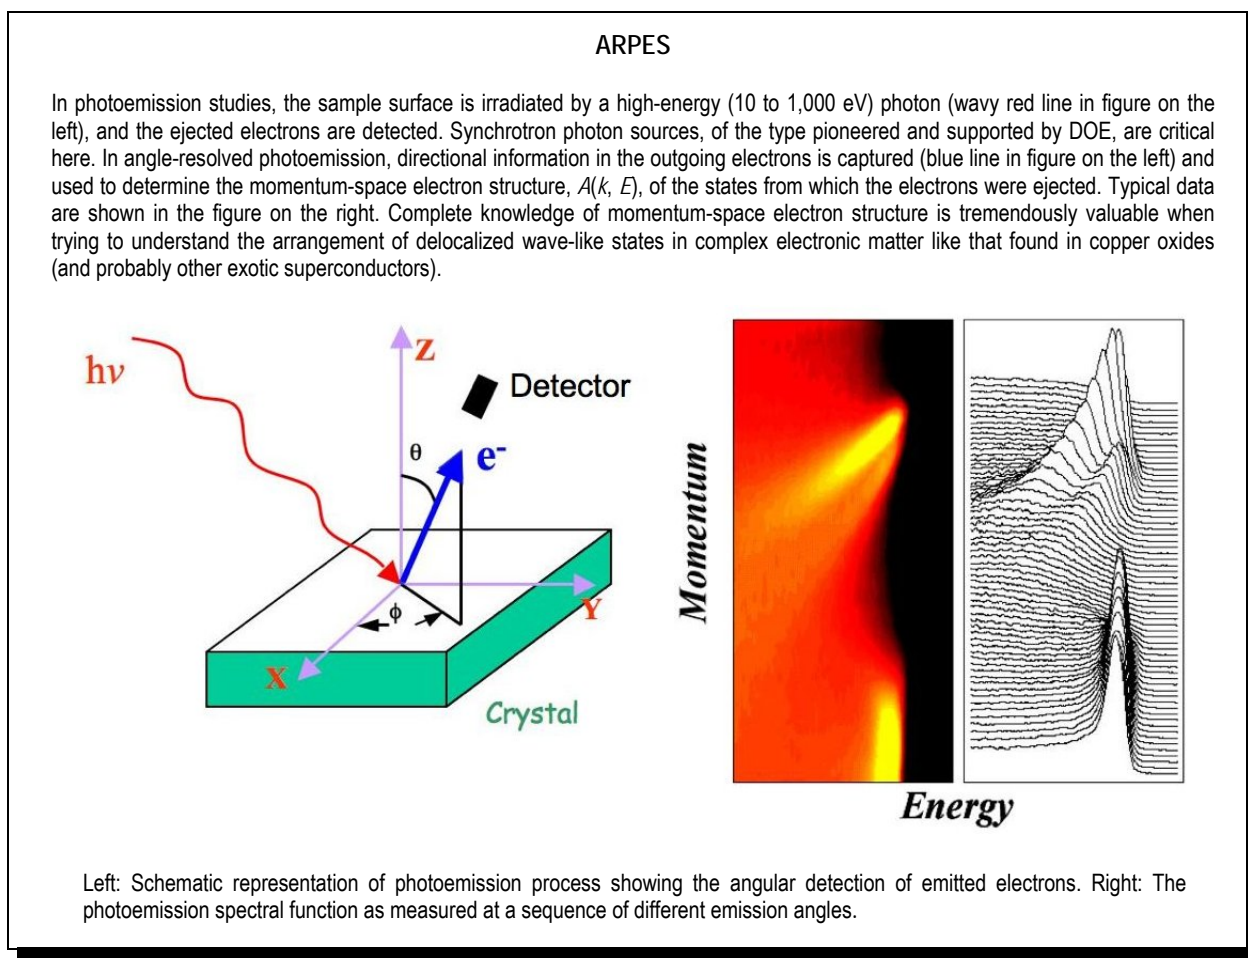 ARPES
In photoemission studies, the sample surface is irradiated by a high-energy (10 to 1,000 eV) photon (wavy red line in figure on the
left), and the ejected electrons are detected. Synchrotron photon sources, of the type pioneered and supported by DOE, are critical
here. In angle-resolved photoemission, directional information in the outgoing electrons is captured (blue line in figure on the left) and
used to determine the momentum-space electron structure, A(k, E), of the states from which the electrons were ejected. Typical data
are shown in the figure on the right. Complete knowledge of momentum-space electron structure is tremendously valuable when
trying to understand the arrangement of delocalized wave-like states in complex electronic matter like that found in copper oxides
(and probably other exotic superconductors).
hν
Z
Detector
θ
e-
ϕ
Y
X
Crystal
Momentum
Energy
Left: Schematic representation of photoemission process showing the angular detection of emitted electrons. Right: The
photoemission spectral function as measured at a sequence of different emission angles.